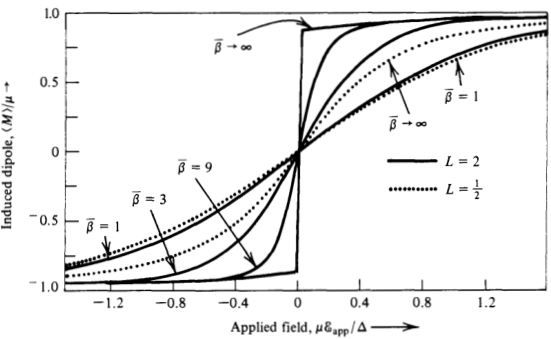 1.0
0.5
0
−0.5
−1.0
Induced dipole, ⟨M⟩/μ →
β̄ → ∞
β̄ = 9
β̄ = 3
β̄ = 1
β̄ → ∞
β̄ = 1
L = 2
L = 1/2
−1.2 −0.8 −0.4 0 0.4 0.8 1.2
Applied field, μℰapp/Δ →